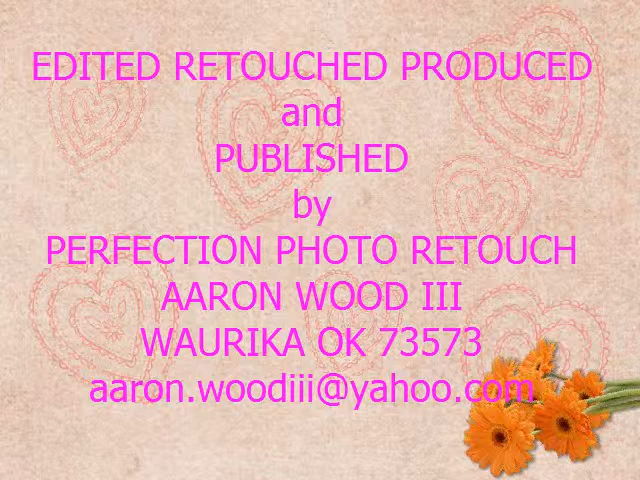 EDITED RETOUCHED PRODUCED
and
PUBLISHED
by
PERFECTION PHOTO RETOUCH
AARON WOOD III
WAURIKA OK 73573
aaron.woodiii@yahoo.com